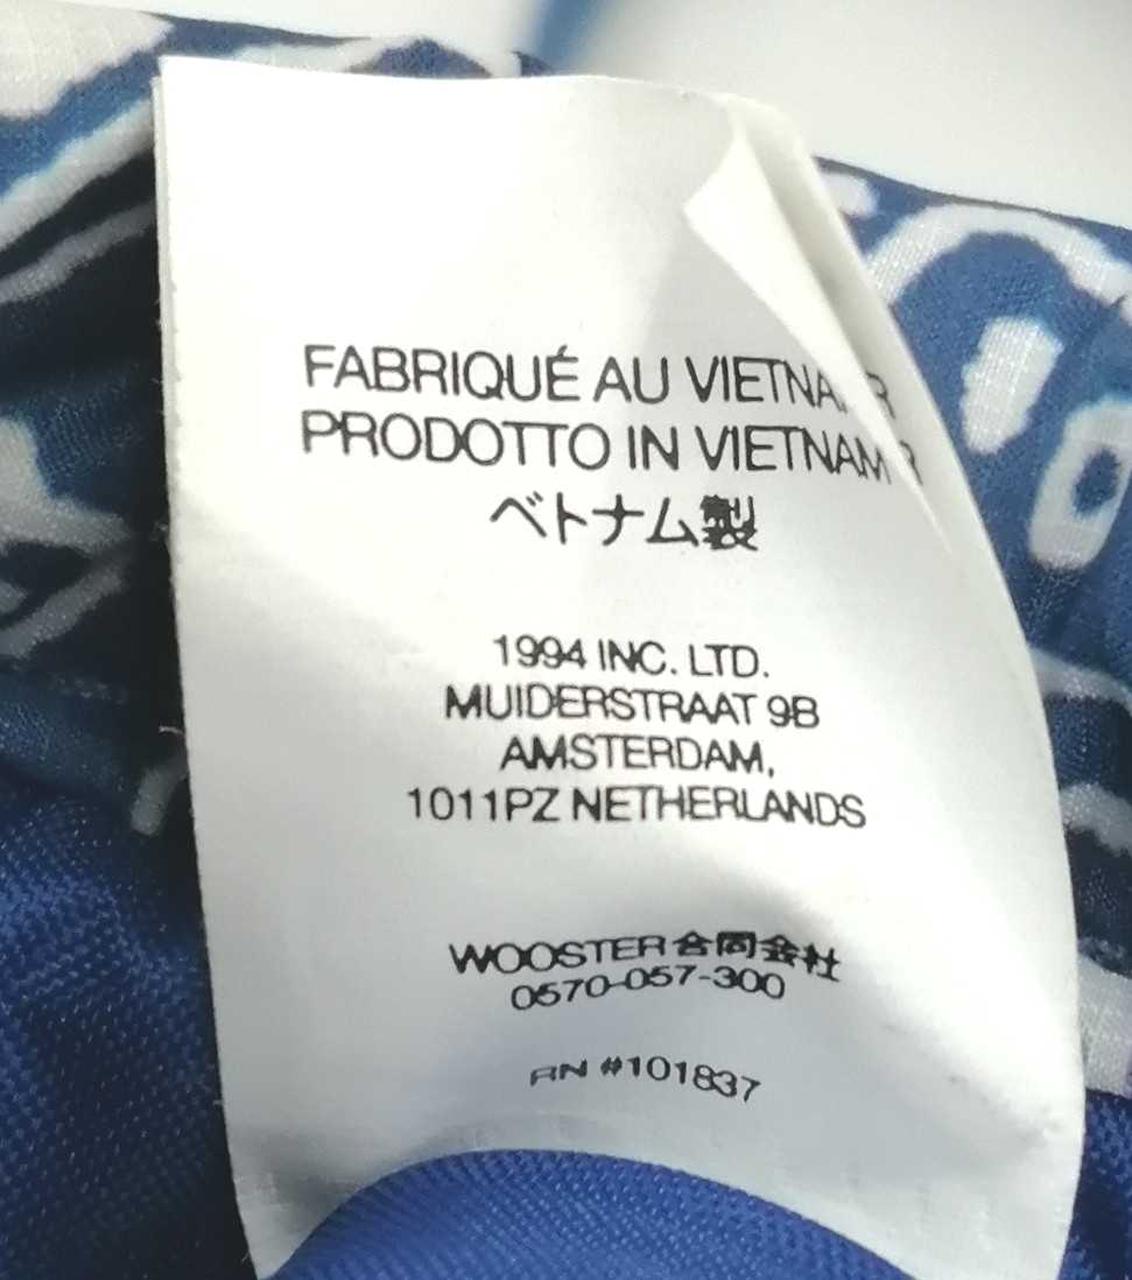 FABRIQUÉ AU VIETNA
PRODOTTO IN VIETNAM
ベトナム製
1994 INC. LTD.
MUIDERSTRAAT 9B
AMSTERDAM,
1011PZ NETHERLANDS
WOOSTER合同会社
0570-057-300
RN #101837